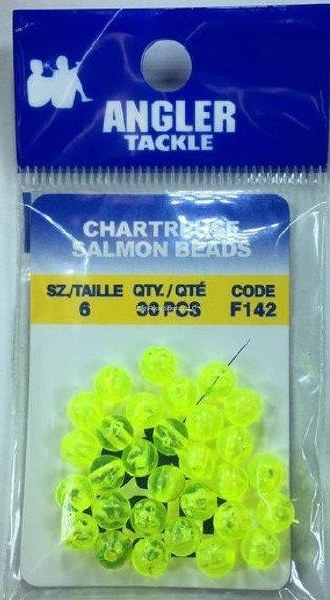 ANGLER
TACKLE
CHARTREUSE
SALMON BEADS
SZ./TAILLE QTY./QTÉ CODE
6 30 PCS F142